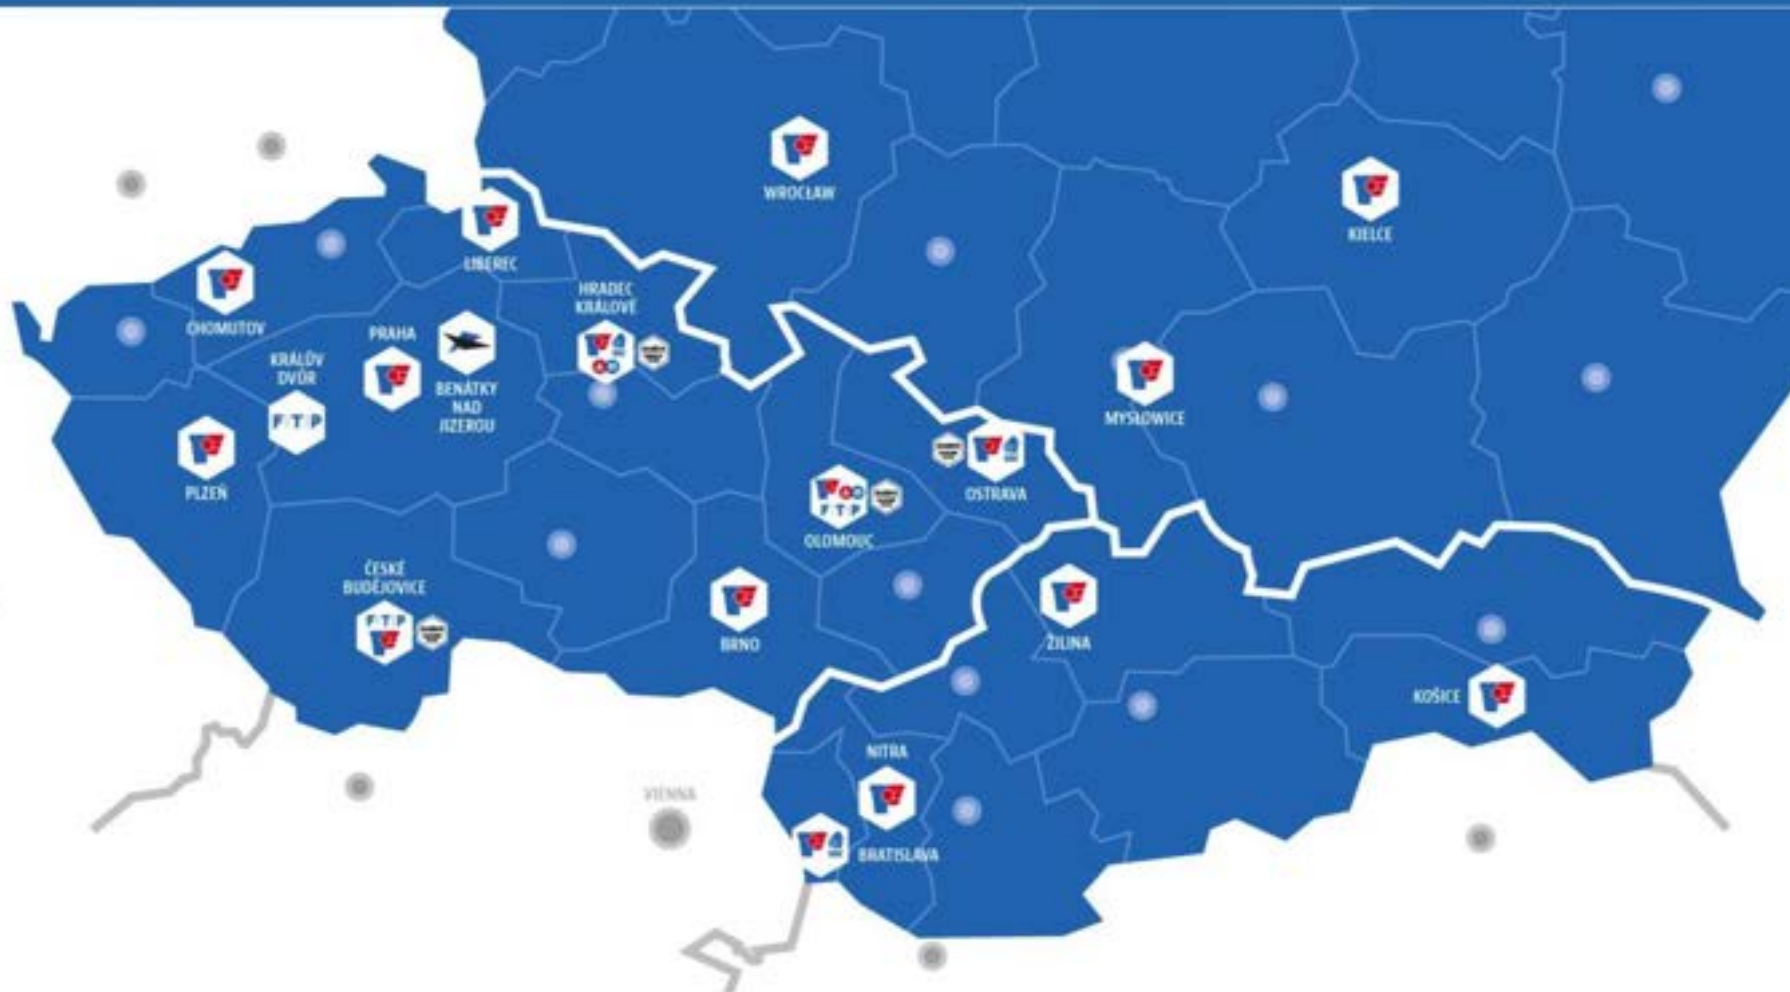 WROCŁAW
KIELCE
LIBEREC
CHOMUTOV
HRADEC
KRÁLOVÉ
PRAHA
KRÁLŮV
DVŮR
BENÁTKY
NAD
JIZEROU
F T P
MYSŁOWICE
PLZEŇ
OSTRAVA
F T P
OLOMOUC
ČESKÉ
BUDĚJOVICE
F T P
BRNO
ŽILINA
KOŠICE
NITRA
VIENNA
BRATISLAVA